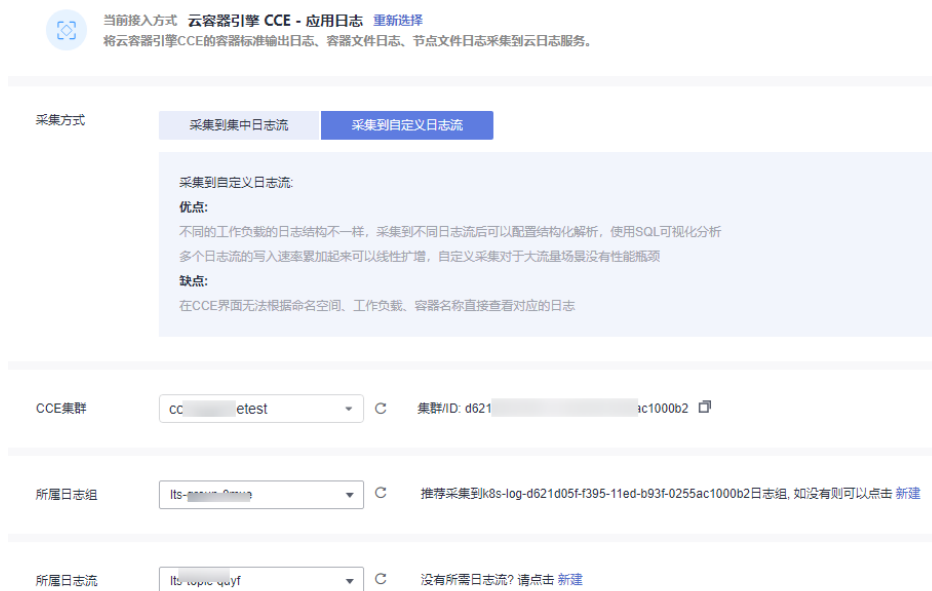 当前接入方式 云容器引擎 CCE - 应用日志 重新选择
将云容器引擎CCE的容器标准输出日志、容器文件日志、节点文件日志采集到云日志服务。
采集方式 采集到集中日志流 采集到自定义日志流
采集到自定义日志流:
优点:
不同的工作负载的日志结构不一样，采集到不同日志流后可以配置结构化解析，使用SQL可视化分析
多个日志流的写入速率累加起来可以线性扩增，自定义采集对于大流量场景没有性能瓶颈
缺点:
在CCE界面无法根据命名空间、工作负载、容器名称直接查看对应的日志
CCE集群 cc etest 集群/ID: d621 ac1000b2
所属日志组 lts- 推荐采集到k8s-log-d621d05f-f395-11ed-b93f-0255ac1000b2日志组, 如没有则可以点击 新建
所属日志流 没有所需日志流? 请点击 新建